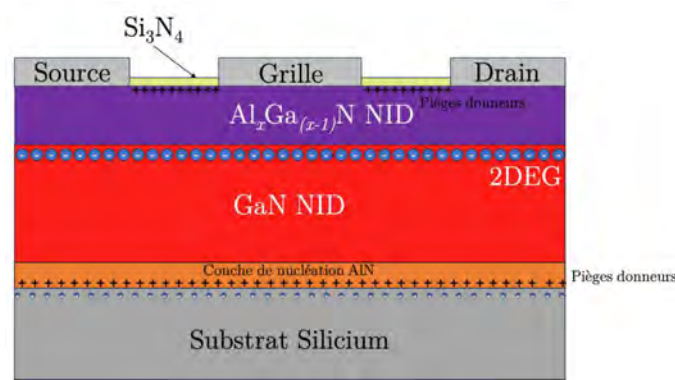 Si₃N₄
Source
Grille
Drain
+++++++++++
+++++++++++
Pièges donneurs
AlₓGa₍ₓ₋₁₎N NID
2DEG
GaN NID
Couche de nucléation AlN
Pièges donneurs
Substrat Silicium